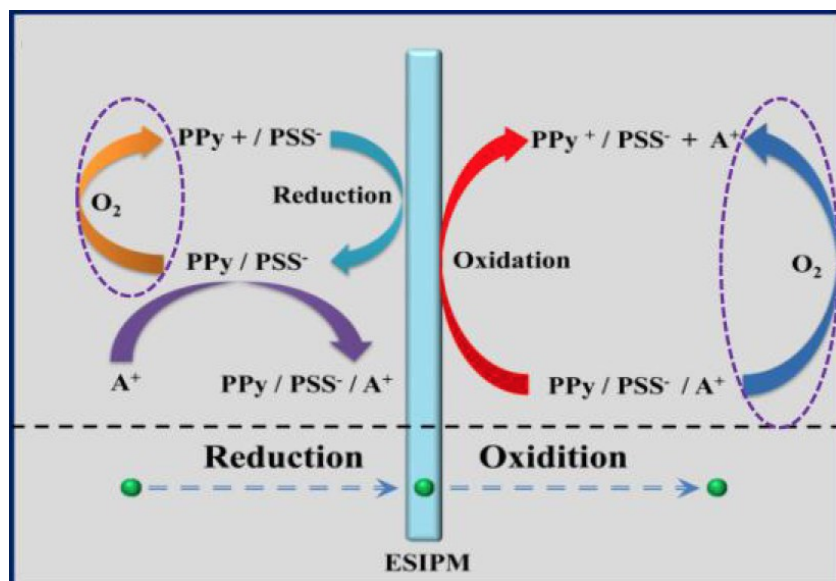 PPy + / PSS⁻
PPy ⁺ / PSS⁻ + A⁺
Reduction
O₂
PPy / PSS⁻
Oxidation
O₂
A⁺
PPy / PSS⁻ / A⁺
PPy / PSS⁻ / A⁺
Reduction
Oxidition
ESIPM